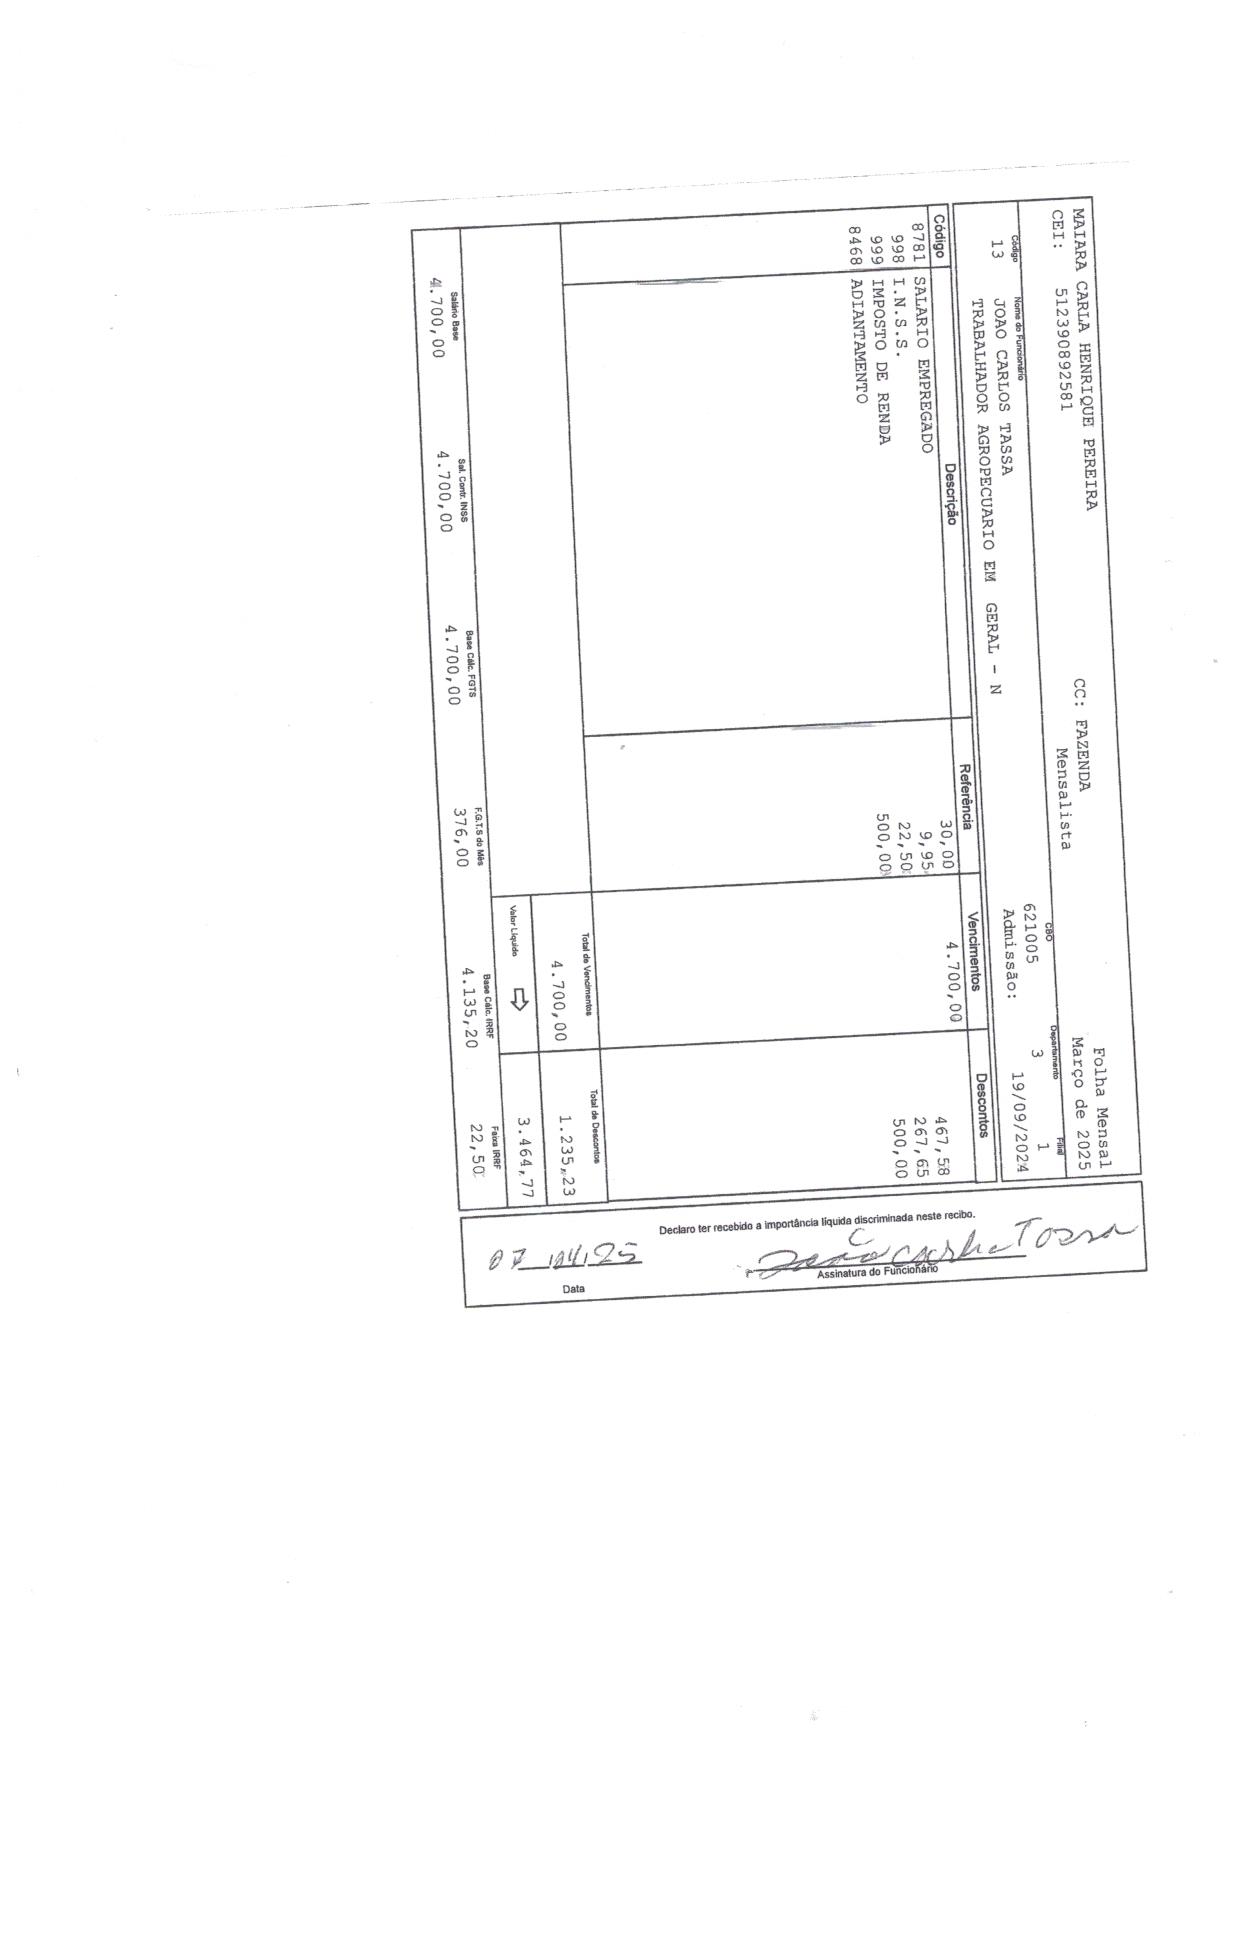 MAIARA CARLA HENRIQUE PEREIRA CC: FAZENDA Folha Mensal
CEI: 512390892581 Mensalista Março de 2025
Código Nome do Funcionário CBO Departamento Filial
13 JOAO CARLOS TASSA 621005 3 1
TRABALHADOR AGROPECUARIO EM GERAL - N Admissão: 19/09/2024
Código Descrição Referência Vencimentos Descontos
8781 SALARIO EMPREGADO 30,00 4.700,00
998 I.N.S.S. 9,95 467,58
999 IMPOSTO DE RENDA 22,50 267,65
8468 ADIANTAMENTO 500,00 500,00
Total de Vencimentos Total de Descontos
4.700,00 1.235,23
Valor Líquido 3.464,77
Salário Base Sal. Contr. INSS Base Cálc. FGTS F.G.T.S do Mês Base Cálc. IRRF Faixa IRRF
4.700,00 4.700,00 4.700,00 376,00 4.135,20 22,50
Declaro ter recebido a importância líquida discriminada neste recibo.
07/04/25 João Carlos Tassa
Data Assinatura do Funcionário